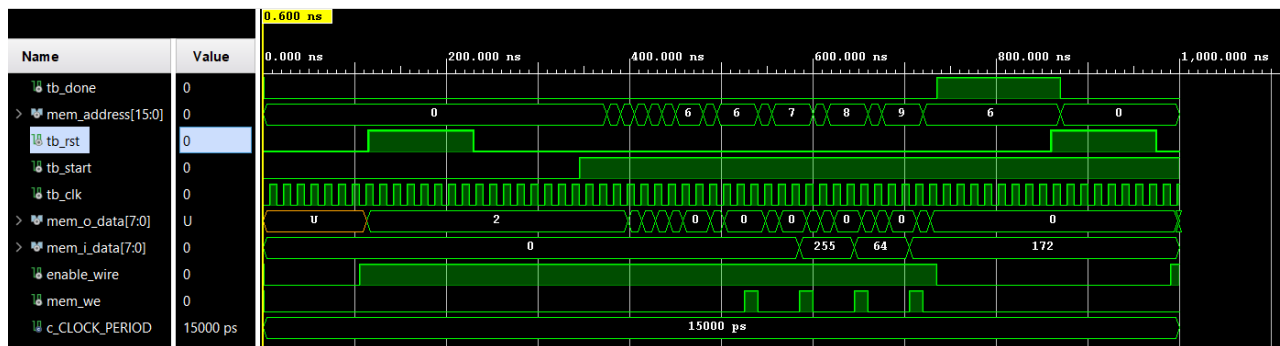 0.600 ns
Name Value 0.000 ns 200.000 ns 400.000 ns 600.000 ns 800.000 ns 1,000.000 ns
tb_done 0
> mem_address[15:0] 0 0 6 6 7 8 9 6 0
tb_rst 0
tb_start 0
tb_clk 0
> mem_o_data[7:0] U U 2 0 0 0 0 0 0
> mem_i_data[7:0] 0 0 255 64 172
enable_wire 0
mem_we 0
c_CLOCK_PERIOD 15000 ps 15000 ps